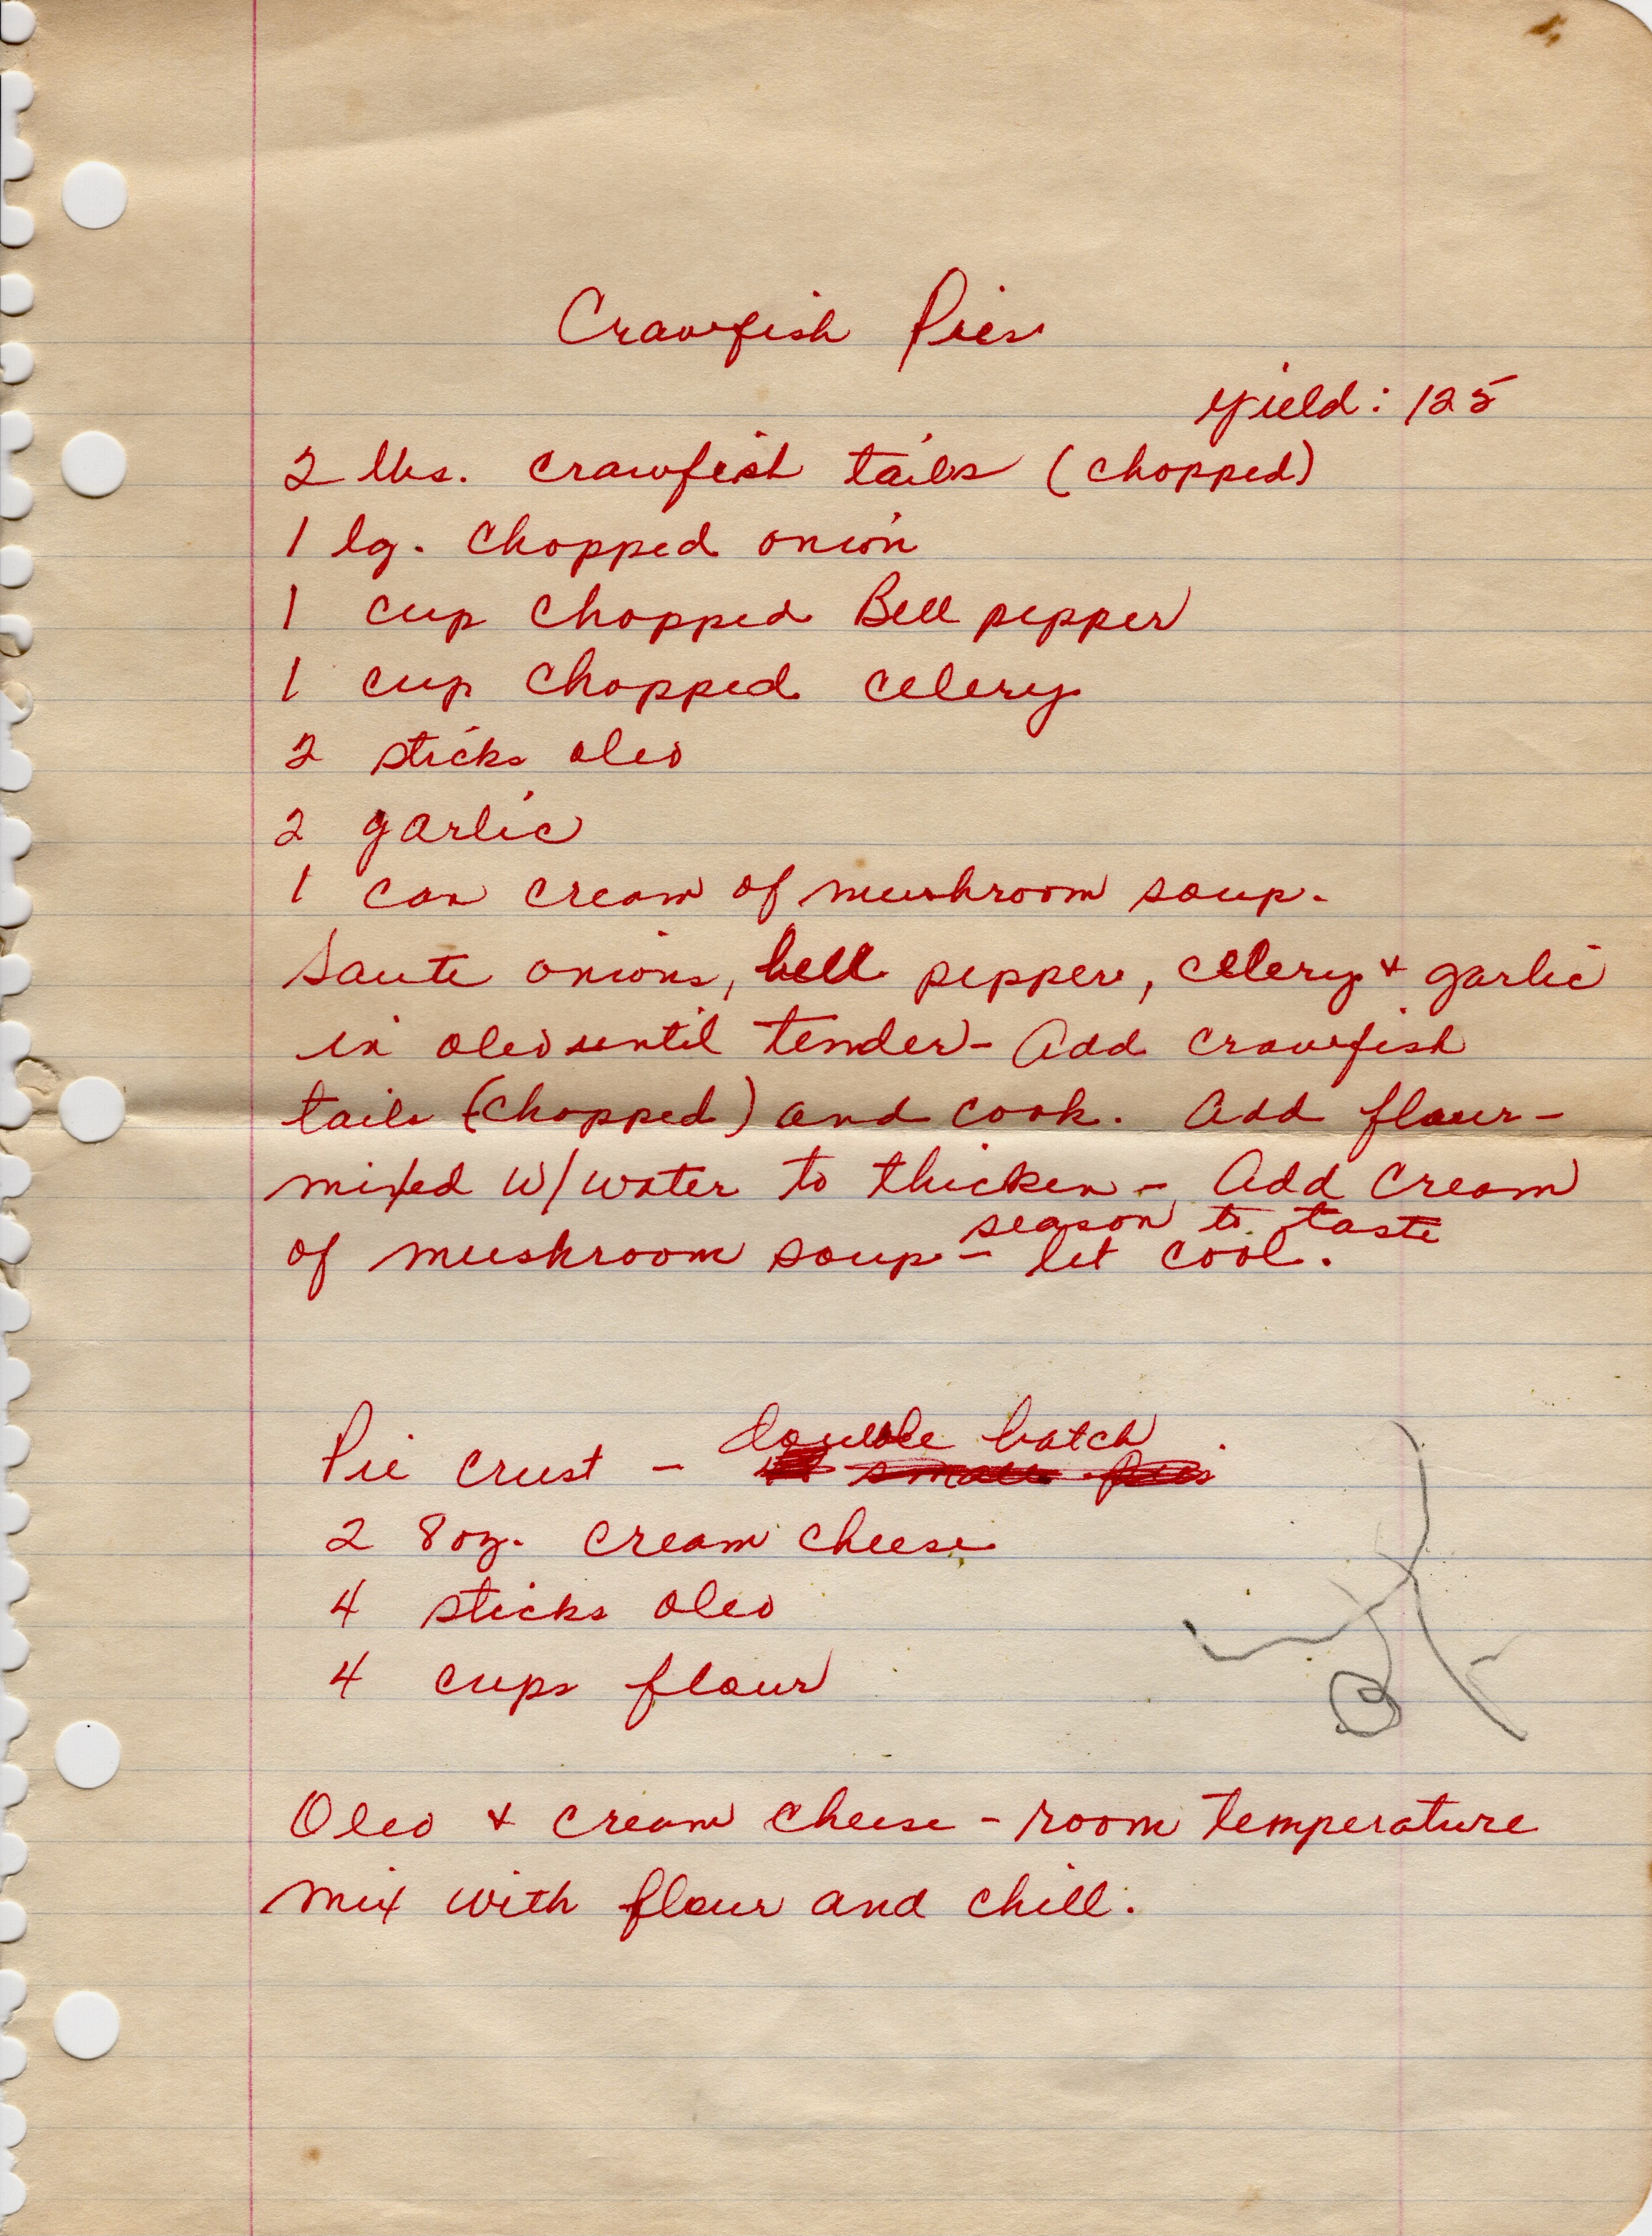 Crawfish Pies
yield: 125
2 lbs. crawfish tails (chopped)
1 lg. chopped onion
1 cup chopped Bell pepper
1 cup chopped celery
2 sticks oleo
2 garlic
1 can cream of mushroom soup.
Saute onions, bell pepper, celery + garlic
in oleo until tender - Add crawfish
tails (chopped) and cook. Add flour -
mixed w/water to thicken - Add cream
season to taste
of mushroom soup - let cool.
Pie crust - double batch
small pies
2 8oz. cream cheese
4 sticks oleo
4 cups flour
Oleo + cream cheese - room temperature
mix with flour and chill.